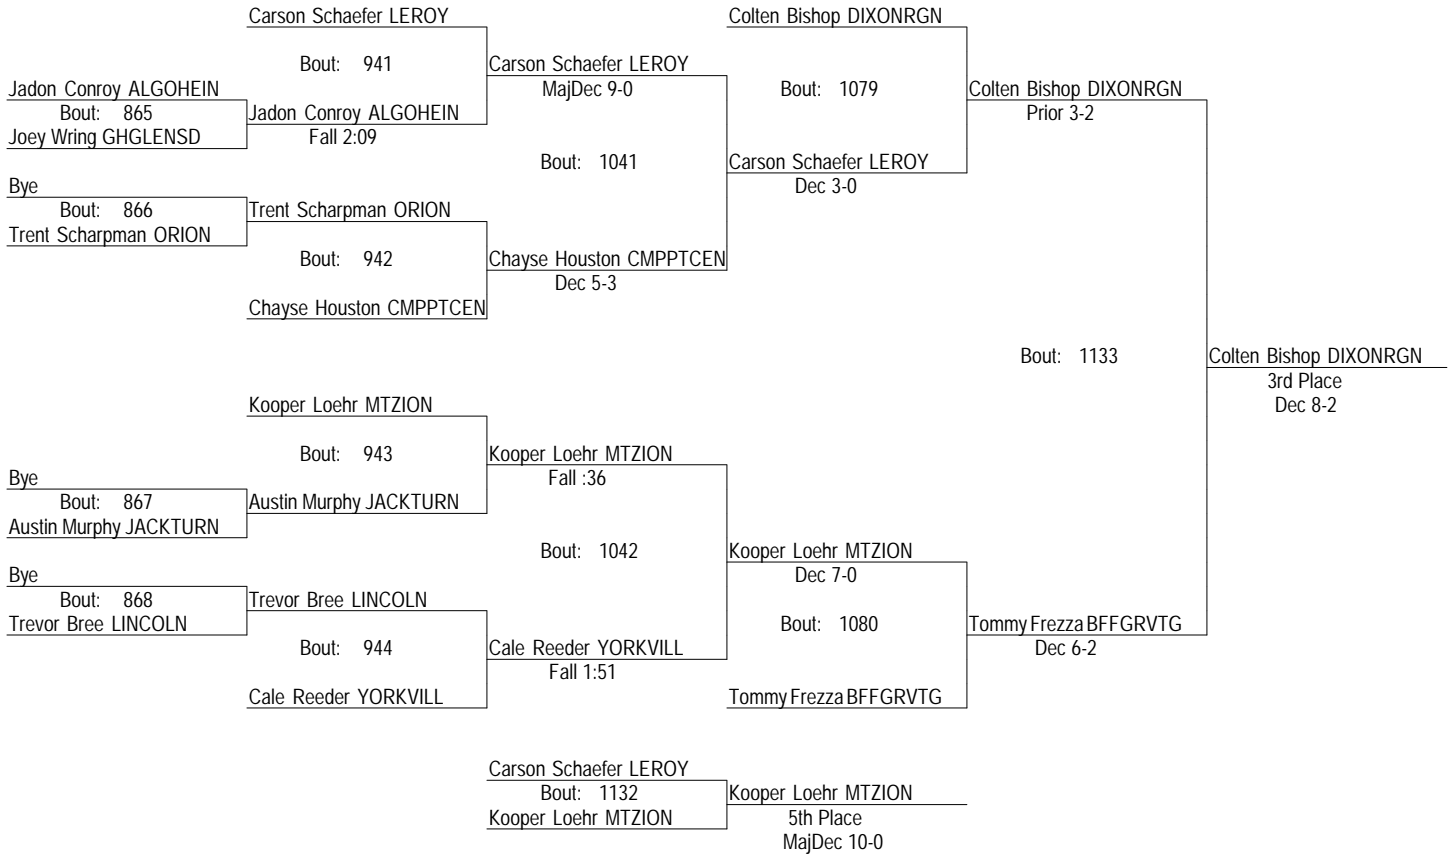 Carson Schaefer LEROY
Colten Bishop DIXONRGN
Bout: 941
Carson Schaefer LEROY
MajDec 9-0
Bout: 1079
Colten Bishop DIXONRGN
Prior 3-2
Jadon Conroy ALGOHEIN
Bout: 865
Joey Wring GHGLENSD
Jadon Conroy ALGOHEIN
Fall 2:09
Bout: 1041
Carson Schaefer LEROY
Dec 3-0
Bye
Bout: 866
Trent Scharpman ORION
Trent Scharpman ORION
Bout: 942
Chayse Houston CMPPTCEN
Dec 5-3
Chayse Houston CMPPTCEN
Bout: 1133
Colten Bishop DIXONRGN
3rd Place
Dec 8-2
Kooper Loehr MTZION
Bout: 943
Kooper Loehr MTZION
Fall :36
Bye
Bout: 867
Austin Murphy JACKTURN
Austin Murphy JACKTURN
Bout: 1042
Kooper Loehr MTZION
Dec 7-0
Bye
Bout: 868
Trevor Bree LINCOLN
Trevor Bree LINCOLN
Bout: 944
Cale Reeder YORKVILL
Fall 1:51
Cale Reeder YORKVILL
Bout: 1080
Tommy Frezza BFFGRVTG
Dec 6-2
Tommy Frezza BFFGRVTG
Carson Schaefer LEROY
Bout: 1132
Kooper Loehr MTZION
Kooper Loehr MTZION
5th Place
MajDec 10-0